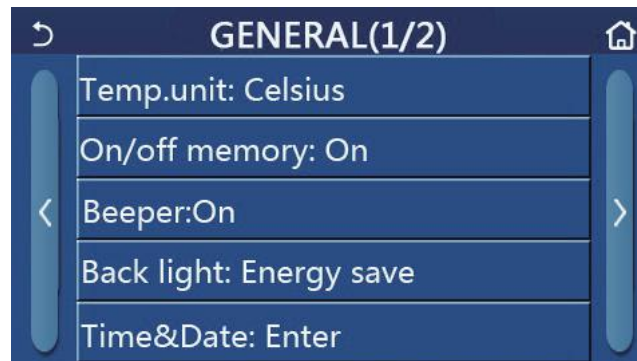 GENERAL(1/2)
Temp.unit: Celsius
On/off memory: On
Beeper:On
Back light: Energy save
Time&Date: Enter